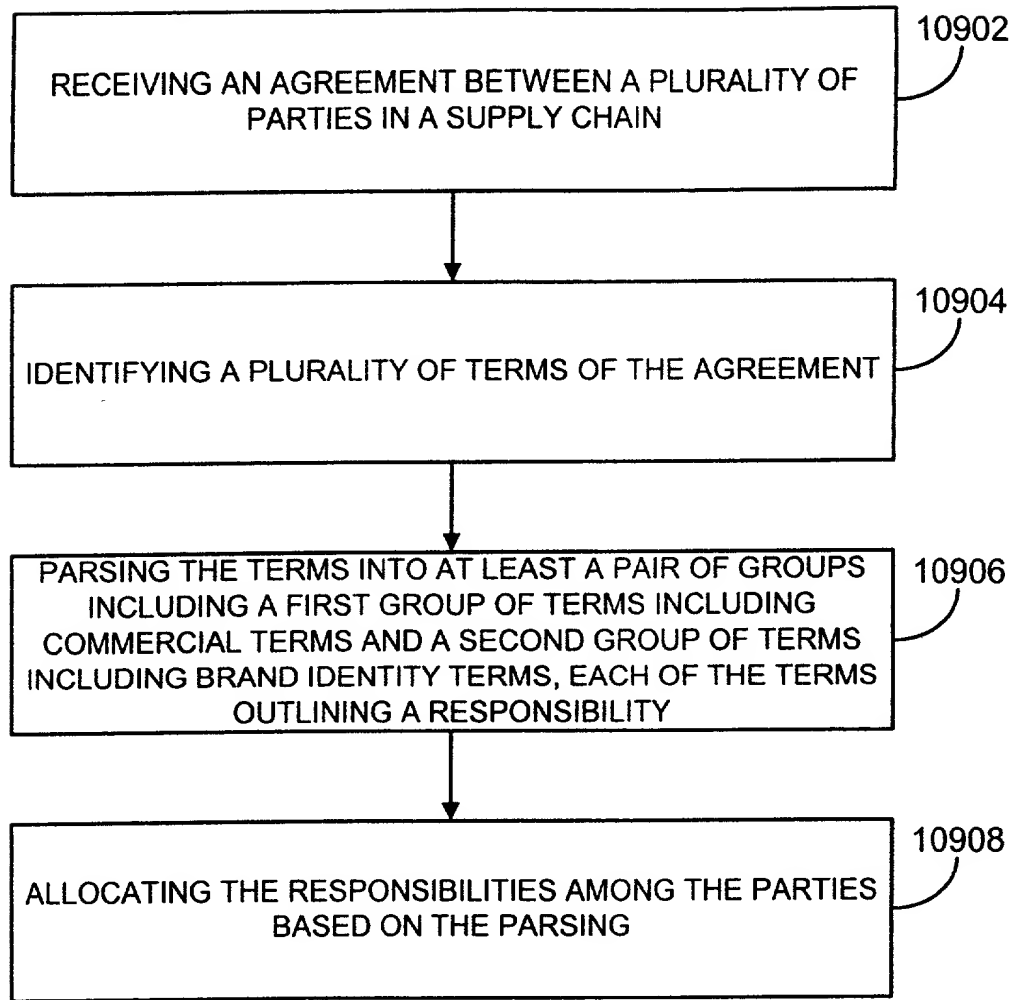 10902
RECEIVING AN AGREEMENT BETWEEN A PLURALITY OF
PARTIES IN A SUPPLY CHAIN
10904
IDENTIFYING A PLURALITY OF TERMS OF THE AGREEMENT
10906
PARSING THE TERMS INTO AT LEAST A PAIR OF GROUPS
INCLUDING A FIRST GROUP OF TERMS INCLUDING
COMMERCIAL TERMS AND A SECOND GROUP OF TERMS
INCLUDING BRAND IDENTITY TERMS, EACH OF THE TERMS
OUTLINING A RESPONSIBILITY
10908
ALLOCATING THE RESPONSIBILITIES AMONG THE PARTIES
BASED ON THE PARSING